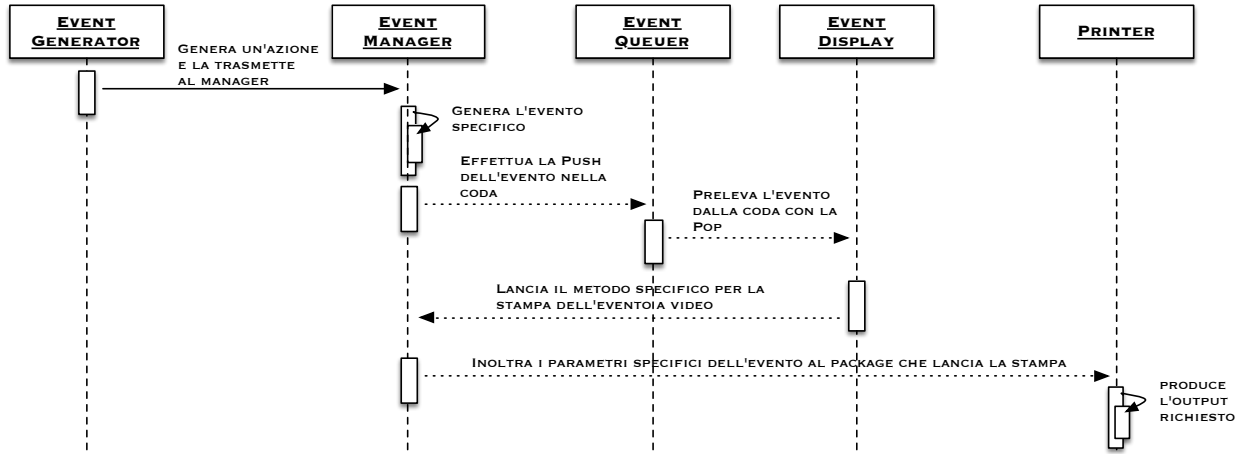 EVENT
GENERATOR
EVENT
MANAGER
EVENT
QUEUER
EVENT
DISPLAY
PRINTER
GENERA UN'AZIONE
E LA TRASMETTE
AL MANAGER
GENERA L'EVENTO
SPECIFICO
EFFETTUA LA PUSH
DELL'EVENTO NELLA
CODA
PRELEVA L'EVENTO
DALLA CODA CON LA
POP
LANCIA IL METODO SPECIFICO PER LA
STAMPA DELL'EVENTO A VIDEO
INOLTRA I PARAMETRI SPECIFICI DELL'EVENTO AL PACKAGE CHE LANCIA LA STAMPA
PRODUCE
L'OUTPUT
RICHIESTO